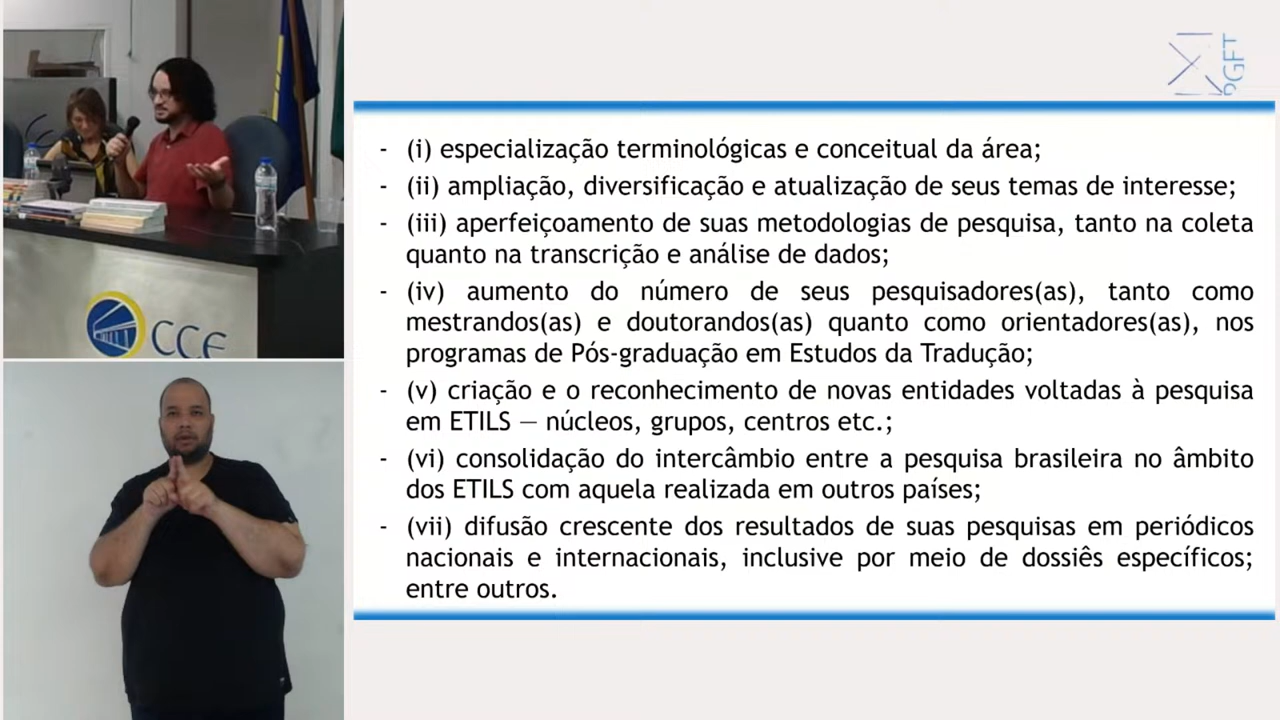 PGFT
- (i) especialização terminológicas e conceitual da área;
- (ii) ampliação, diversificação e atualização de seus temas de interesse;
- (iii) aperfeiçoamento de suas metodologias de pesquisa, tanto na coleta
quanto na transcrição e análise de dados;
- (iv) aumento do número de seus pesquisadores(as), tanto como
mestrandos(as) e doutorandos(as) quanto como orientadores(as), nos
programas de Pós-graduação em Estudos da Tradução;
- (v) criação e o reconhecimento de novas entidades voltadas à pesquisa
em ETILS — núcleos, grupos, centros etc.;
- (vi) consolidação do intercâmbio entre a pesquisa brasileira no âmbito
dos ETILS com aquela realizada em outros países;
- (vii) difusão crescente dos resultados de suas pesquisas em periódicos
nacionais e internacionais, inclusive por meio de dossiês específicos;
entre outros.
CCE